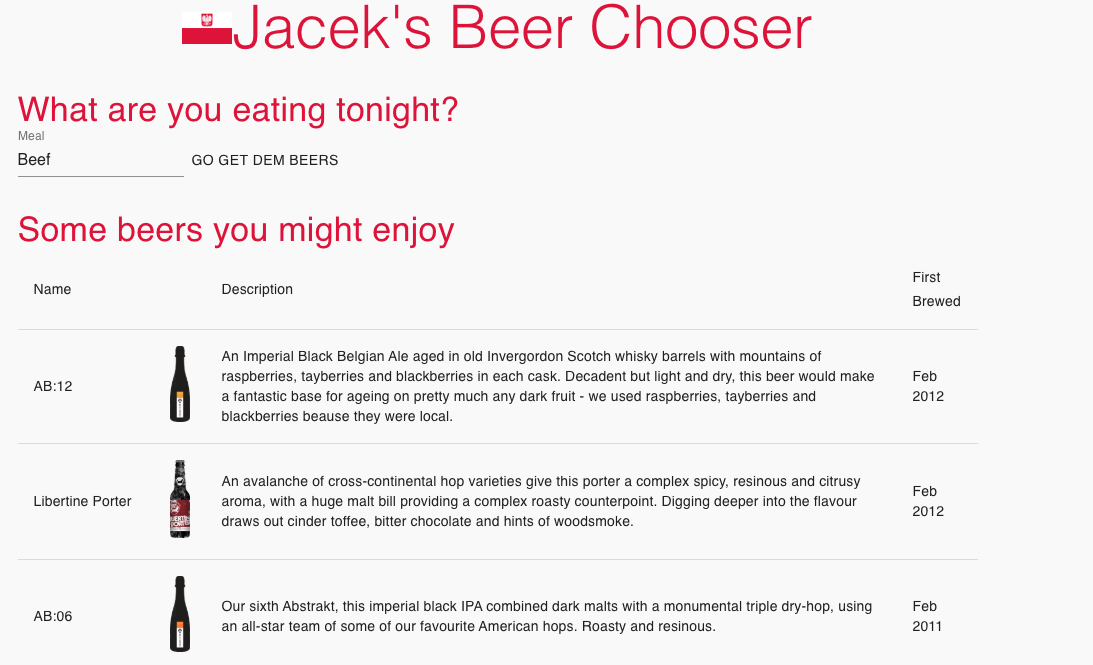 Jacek's Beer Chooser
What are you eating tonight?
Meal
Beef
GO GET DEM BEERS
Some beers you might enjoy
Name
Description
First
Brewed
AB:12
An Imperial Black Belgian Ale aged in old Invergordon Scotch whisky barrels with mountains of
raspberries, tayberries and blackberries in each cask. Decadent but light and dry, this beer would make
a fantastic base for ageing on pretty much any dark fruit - we used raspberries, tayberries and
blackberries beause they were local.
Feb
2012
Libertine Porter
An avalanche of cross-continental hop varieties give this porter a complex spicy, resinous and citrusy
aroma, with a huge malt bill providing a complex roasty counterpoint. Digging deeper into the flavour
draws out cinder toffee, bitter chocolate and hints of woodsmoke.
Feb
2012
AB:06
Our sixth Abstrakt, this imperial black IPA combined dark malts with a monumental triple dry-hop, using
an all-star team of some of our favourite American hops. Roasty and resinous.
Feb
2011